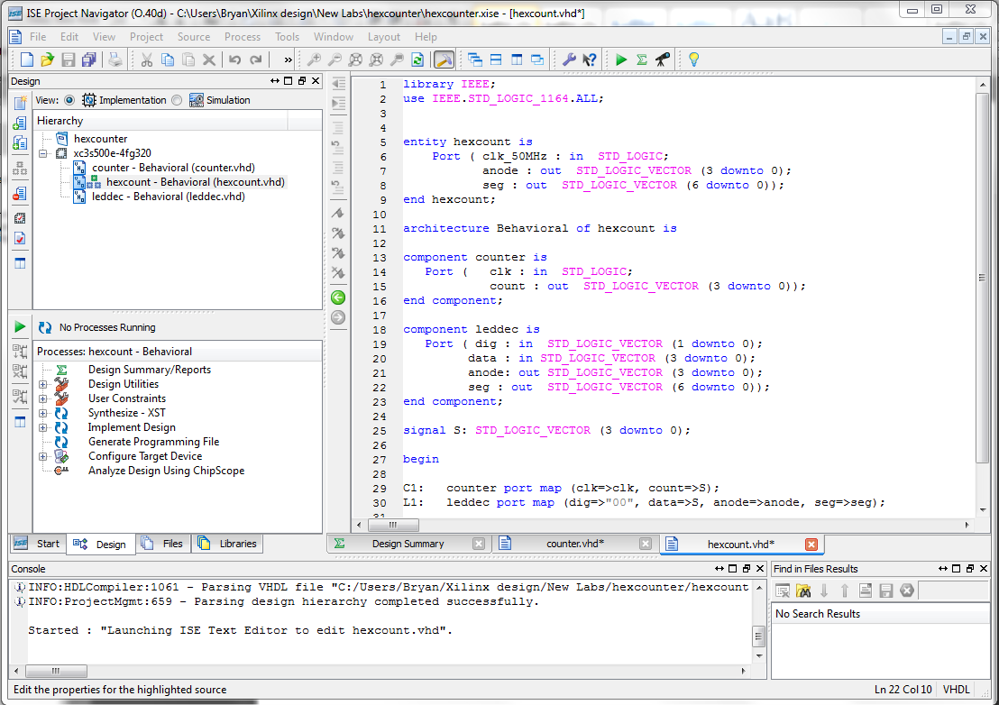 ISE Project Navigator (O.40d) - C:\Users\Bryan\Xilinx design\New Labs\hexcounter\hexcounter.xise - [hexcount.vhd*]
File Edit View Project Source Process Tools Window Layout Help
Design
View: Implementation Simulation
Hierarchy
hexcounter
xc3s500e-4fg320
counter - Behavioral (counter.vhd)
hexcount - Behavioral (hexcount.vhd)
leddec - Behavioral (leddec.vhd)
No Processes Running
Processes: hexcount - Behavioral
Design Summary/Reports
Design Utilities
User Constraints
Synthesize - XST
Implement Design
Generate Programming File
Configure Target Device
Analyze Design Using ChipScope
Start Design Files Libraries
1 library IEEE;
2 use IEEE.STD_LOGIC_1164.ALL;
3
4
5 entity hexcount is
6 Port ( clk_50MHz : in STD_LOGIC;
7 anode : out STD_LOGIC_VECTOR (3 downto 0);
8 seg : out STD_LOGIC_VECTOR (6 downto 0));
9 end hexcount;
10
11 architecture Behavioral of hexcount is
12
13 component counter is
14 Port ( clk : in STD_LOGIC;
15 count : out STD_LOGIC_VECTOR (3 downto 0));
16 end component;
17
18 component leddec is
19 Port ( dig : in STD_LOGIC_VECTOR (1 downto 0);
20 data : in STD_LOGIC_VECTOR (3 downto 0);
21 anode: out STD_LOGIC_VECTOR (3 downto 0);
22 seg : out STD_LOGIC_VECTOR (6 downto 0));
23 end component;
24
25 signal S: STD_LOGIC_VECTOR (3 downto 0);
26
27 begin
28
29 C1: counter port map (clk=>clk, count=>S);
30 L1: leddec port map (dig=>"00", data=>S, anode=>anode, seg=>seg);
31
Design Summary counter.vhd* hexcount.vhd*
Console
INFO:HDLCompiler:1061 - Parsing VHDL file "C:/Users/Bryan/Xilinx design/New Labs/hexcounter/hexcount
INFO:ProjectMgmt:659 - Parsing design hierarchy completed successfully.
Started : "Launching ISE Text Editor to edit hexcount.vhd".
Find in Files Results
No Search Results
Edit the properties for the highlighted source
Ln 22 Col 10 VHDL